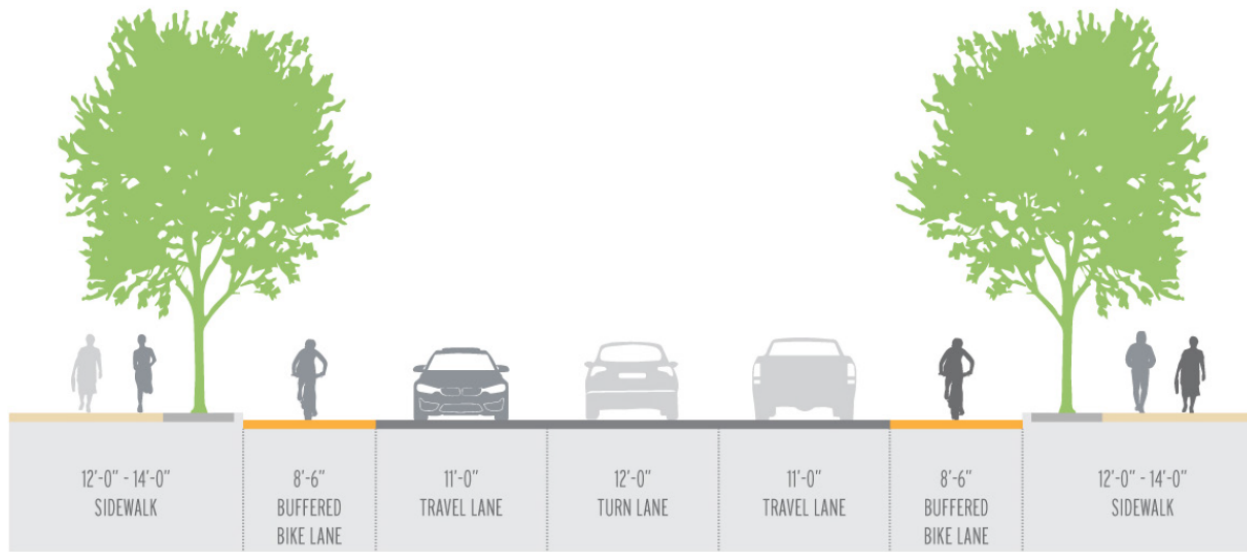 12'-0" - 14'-0"
SIDEWALK
8'-6"
BUFFERED
BIKE LANE
11'-0"
TRAVEL LANE
12'-0"
TURN LANE
11'-0"
TRAVEL LANE
8'-6"
BUFFERED
BIKE LANE
12'-0" - 14'-0"
SIDEWALK